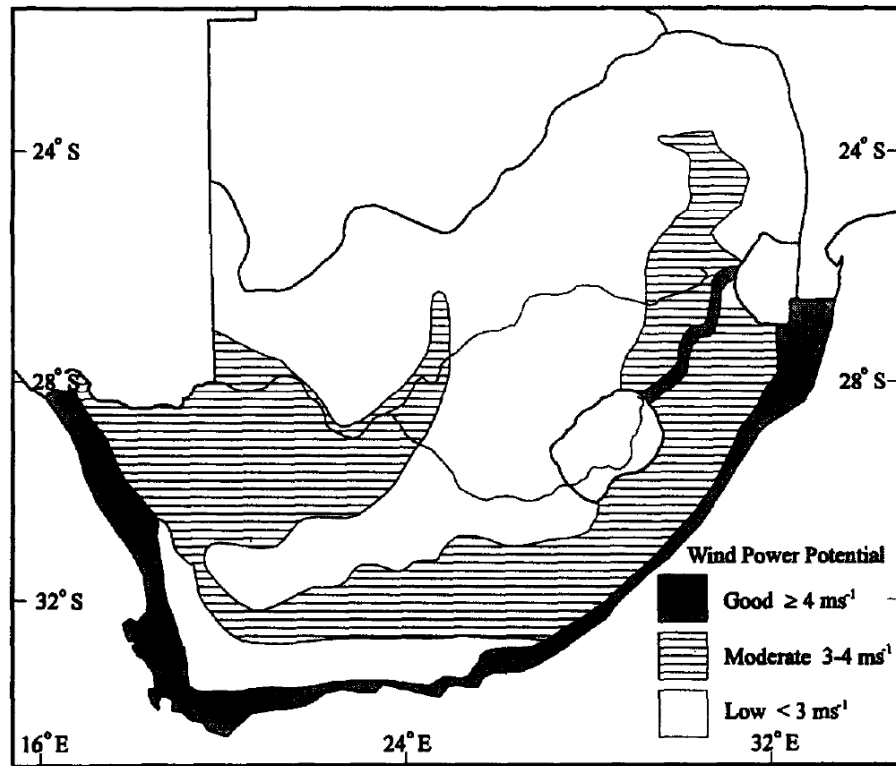 24° S
24° S
28° S
28° S
Wind Power Potential
Good ≥ 4 ms⁻¹
32° S
Moderate 3-4 ms⁻¹
Low < 3 ms⁻¹
16° E
24° E
32° E